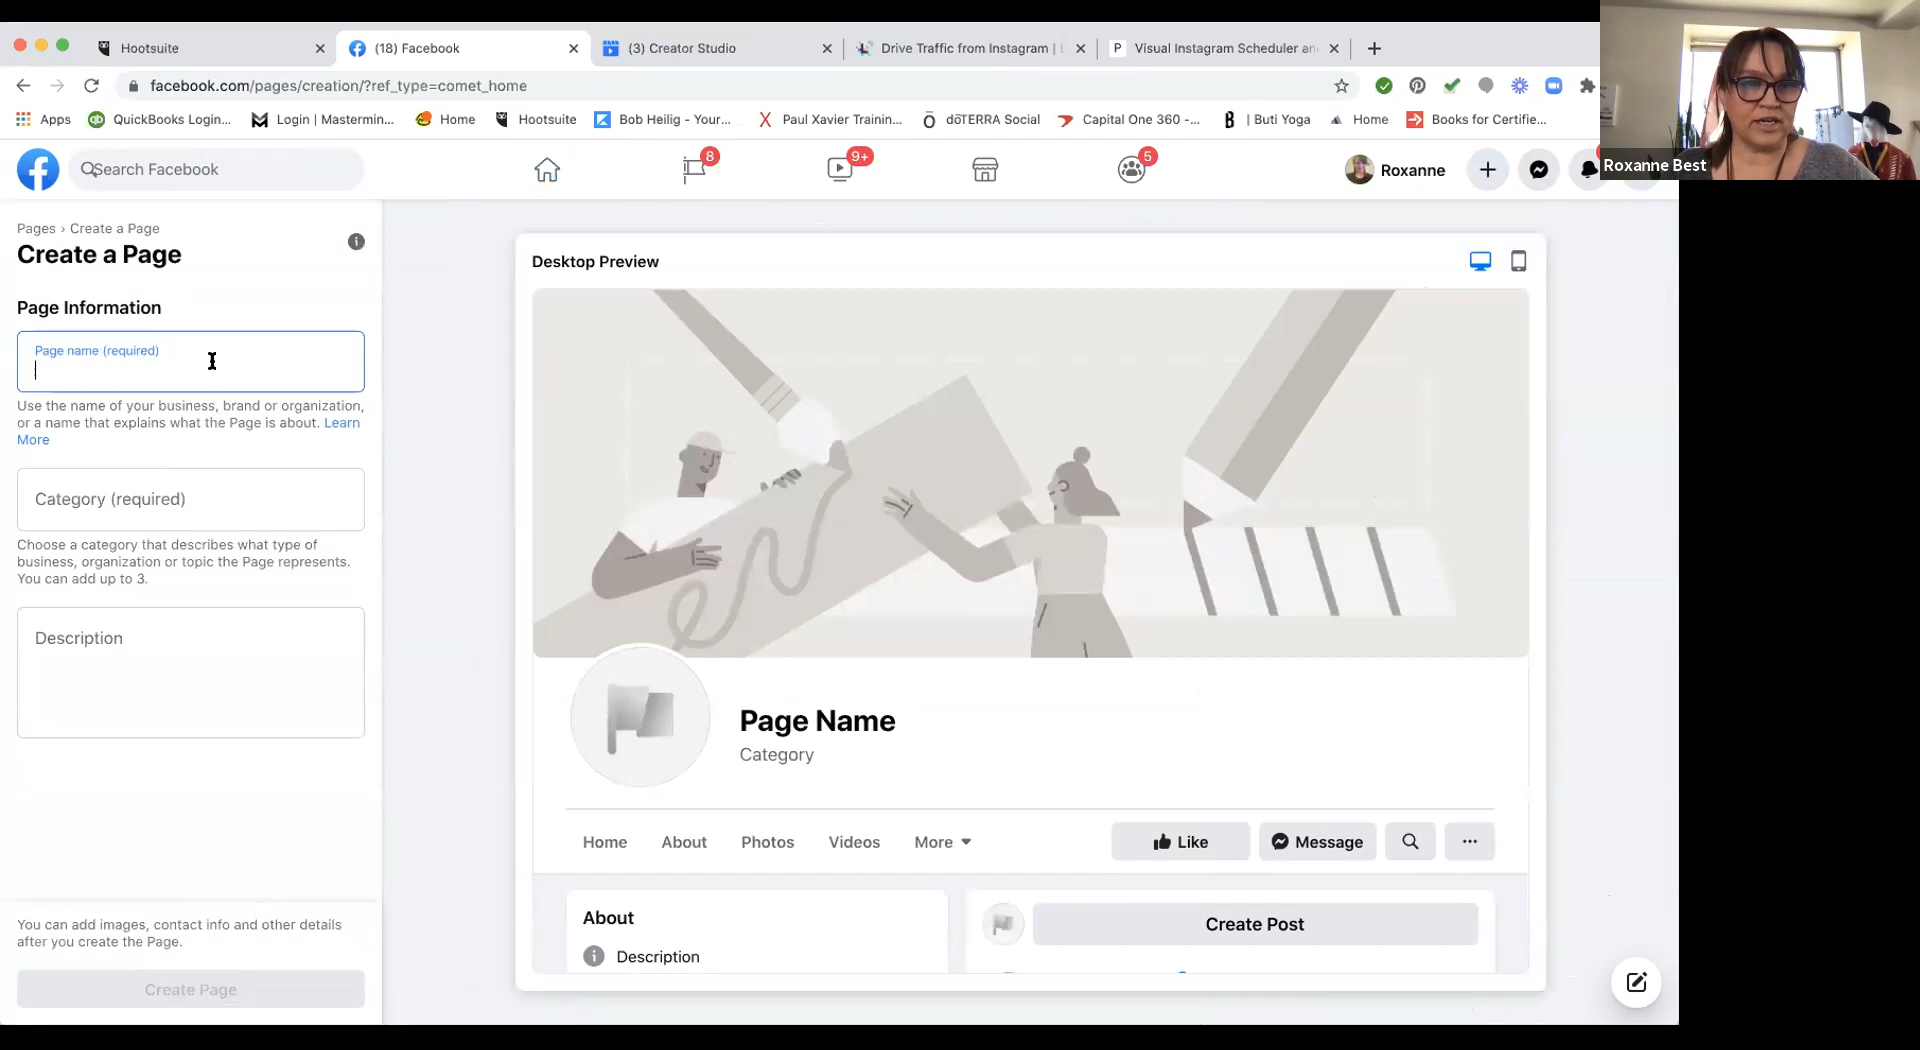 Hootsuite
(18) Facebook
(3) Creator Studio
Drive Traffic from Instagram |
Visual Instagram Scheduler an
facebook.com/pages/creation/?ref_type=comet_home
Apps
QuickBooks Login...
Login | Mastermin...
Home
Hootsuite
Bob Heilig - Your...
Paul Xavier Trainin...
dōTERRA Social
Capital One 360 -...
| Buti Yoga
Home
Books for Certifie...
Roxanne Best
Search Facebook
8
9+
5
Roxanne
Pages › Create a Page
Create a Page
Page Information
Page name (required)
Use the name of your business, brand or organization,
or a name that explains what the Page is about. Learn
More
Category (required)
Choose a category that describes what type of
business, organization or topic the Page represents.
You can add up to 3.
Description
You can add images, contact info and other details
after you create the Page.
Create Page
Desktop Preview
Page Name
Category
Home
About
Photos
Videos
More
Like
Message
About
Description
Create Post